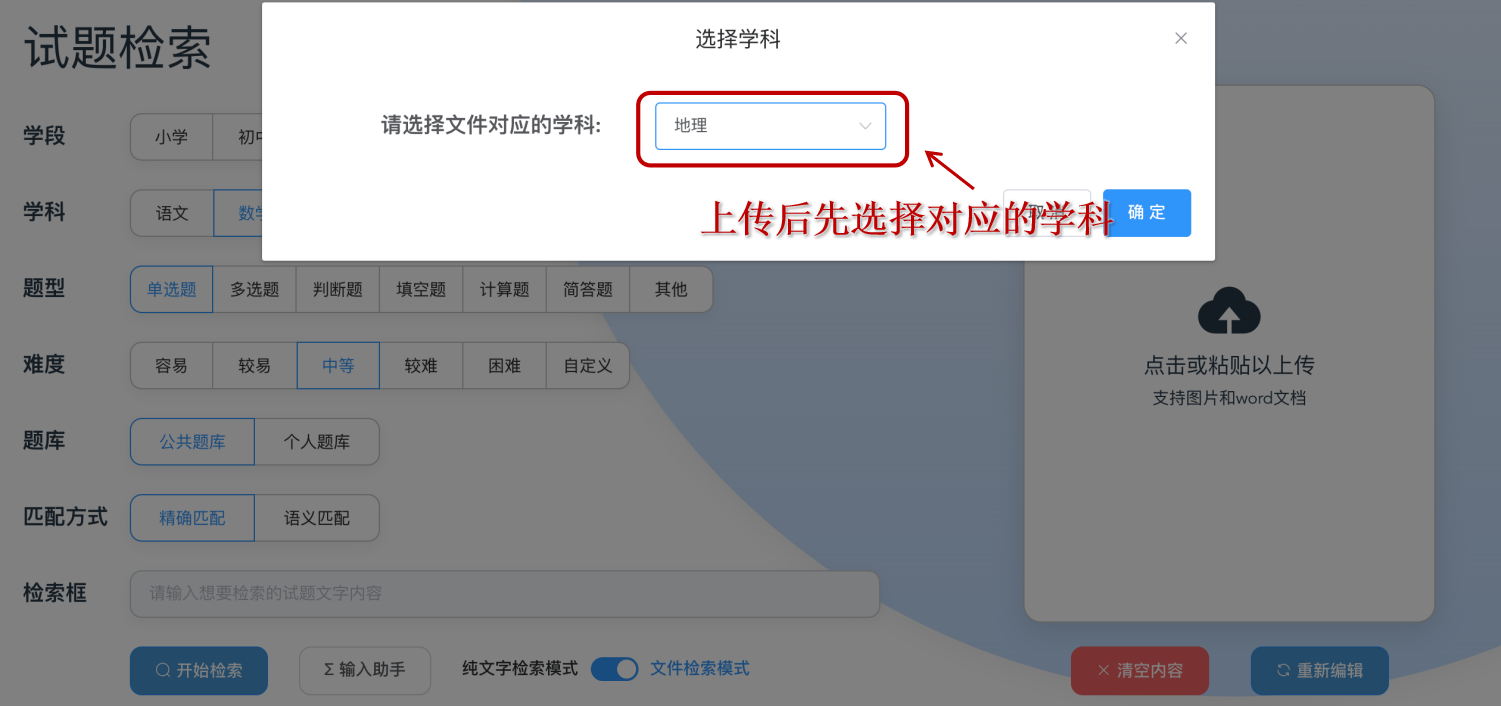 试题检索
选择学科
请选择文件对应的学科:
地理
上传后先选择对应的学科
确 定
学段
小学
学科
语文
题型
单选题 多选题 判断题 填空题 计算题 简答题 其他
难度
容易 较易 中等 较难 困难 自定义
题库
公共题库 个人题库
匹配方式
精确匹配 语义匹配
检索框
请输入想要检索的试题文字内容
开始检索
Σ 输入助手
纯文字检索模式
文件检索模式
点击或粘贴以上传
支持图片和word文档
清空内容
重新编辑